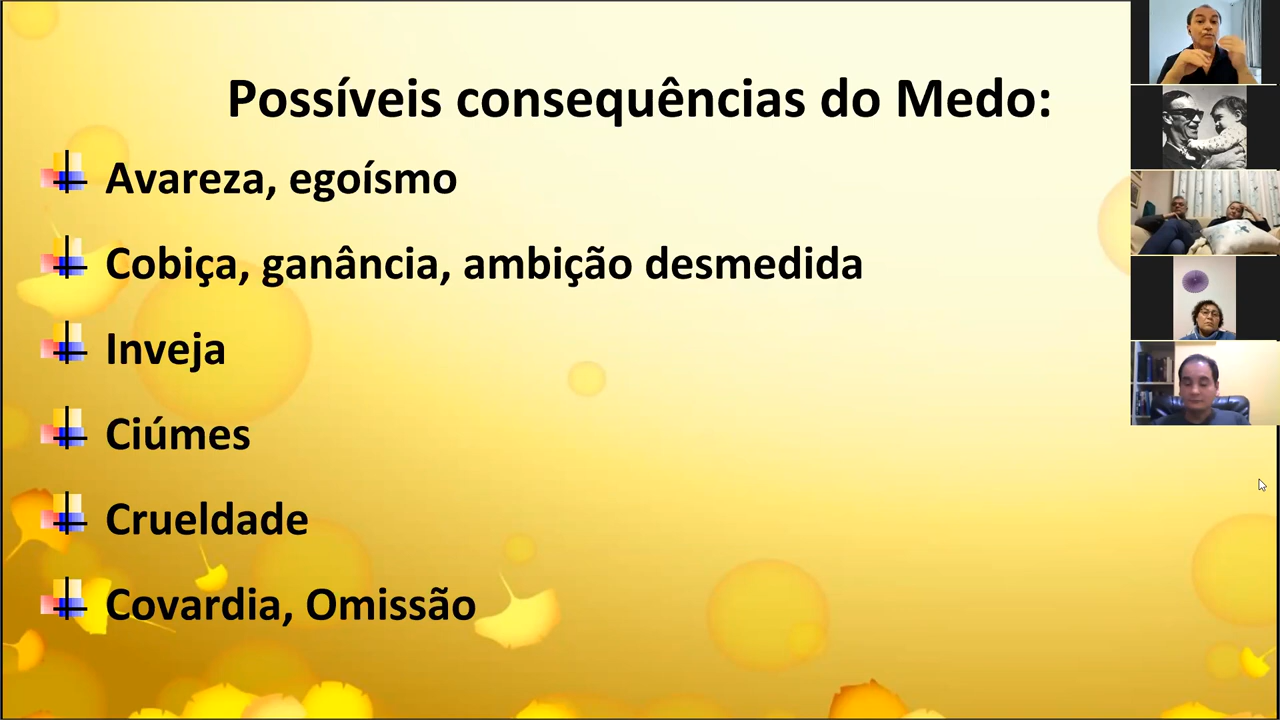 Possíveis consequências do Medo:
Avareza, egoísmo
Cobiça, ganância, ambição desmedida
Inveja
Ciúmes
Crueldade
Covardia, Omissão